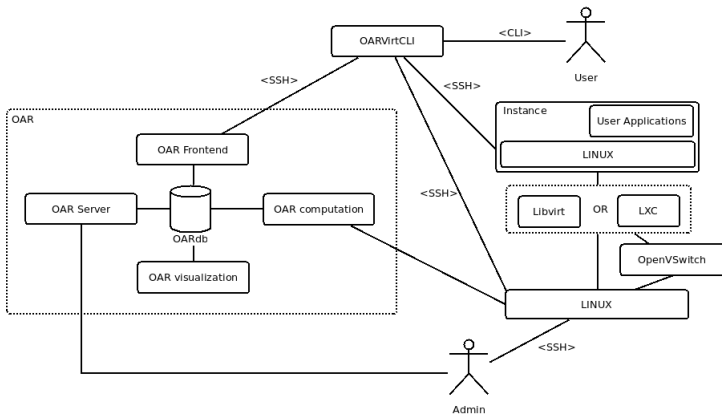 OARVirtCLI
<CLI>
User
<SSH>
<SSH>
OAR
Instance
User Applications
LINUX
OAR Frontend
<SSH>
OAR Server
OARdb
OAR computation
Libvirt
OR
LXC
OpenVSwitch
OAR visualization
LINUX
<SSH>
Admin